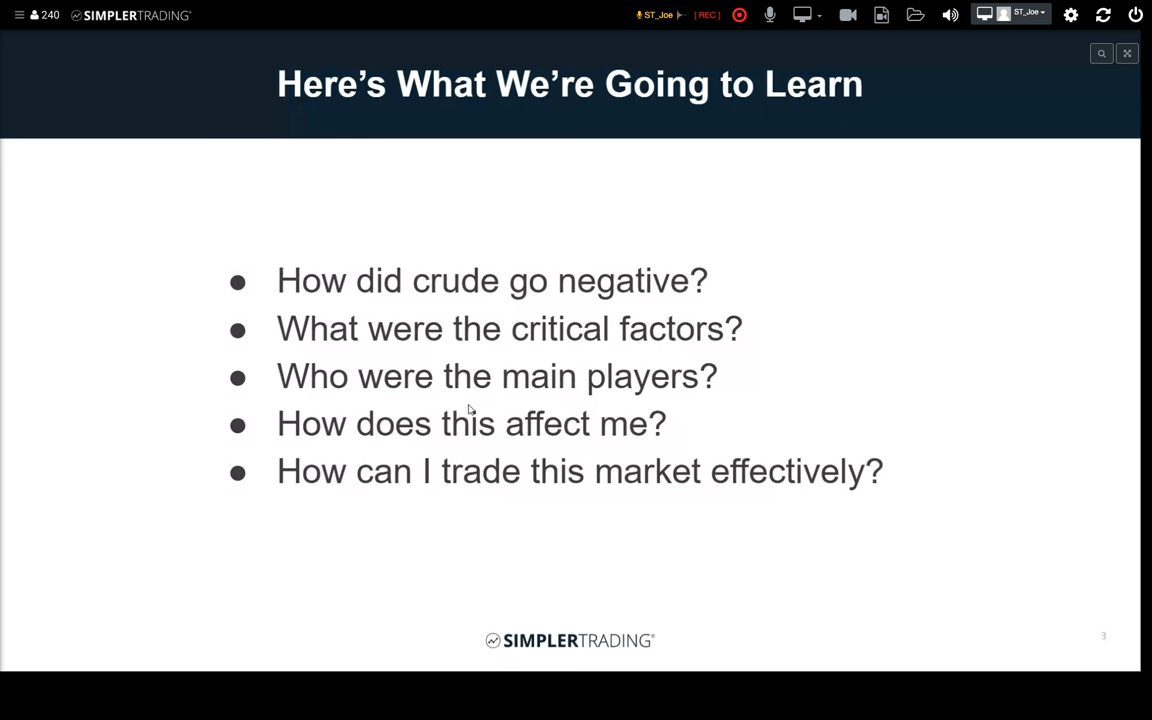 240 SIMPLERTRADING® ST_Joe [ REC ] ST_Joe
Here's What We're Going to Learn
● How did crude go negative?
● What were the critical factors?
● Who were the main players?
● How does this affect me?
● How can I trade this market effectively?
SIMPLERTRADING®
3